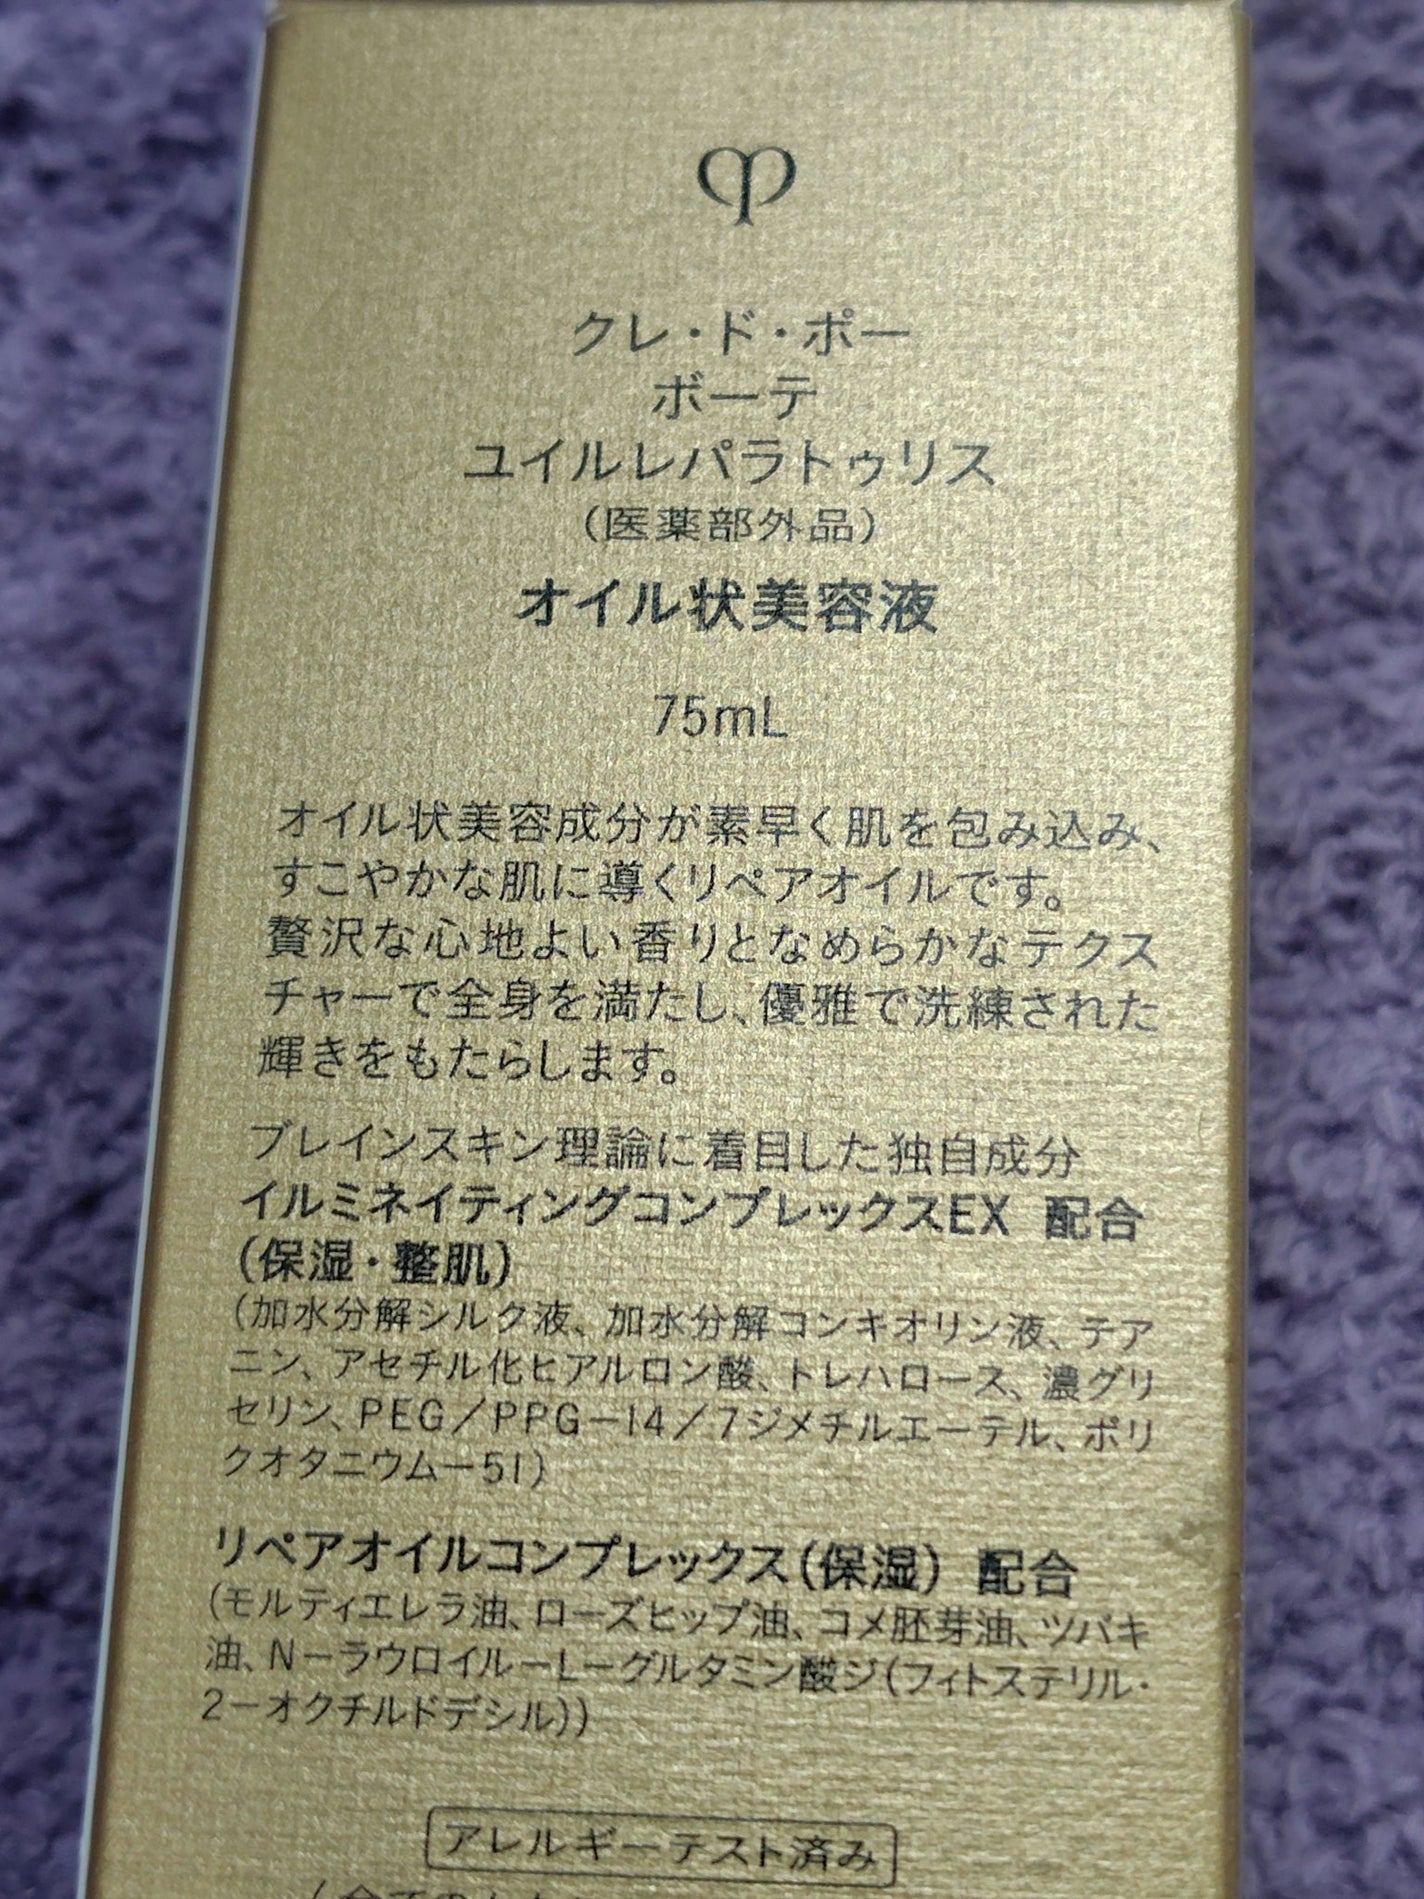 クレ・ド・ポー
ボーテ
ユイルレパラトゥリス
(医薬部外品)
オイル状美容液
75mL
オイル状美容成分が素早く肌を包み込み、
すこやかな肌に導くリペアオイルです。
贅沢な心地よい香りとなめらかなテクス
チャーで全身を満たし、優雅で洗練された
輝きをもたらします。
ブレインスキン理論に着目した独自成分
イルミネイティングコンプレックスEX 配合
(保湿・整肌)
(加水分解シルク液、加水分解コンキオリン液、テア
ニン、アセチル化ヒアルロン酸、トレハロース、濃グリ
セリン、PEG/PPG-14/7ジメチルエーテル、ポリ
クオタニウム-51)
リペアオイルコンプレックス(保湿) 配合
(モルティエレラ油、ローズヒップ油、コメ胚芽油、ツバキ
油、N-ラウロイル-L-グルタミン酸ジ(フィトステリル・
2-オクチルドデシル))
アレルギーテスト済み